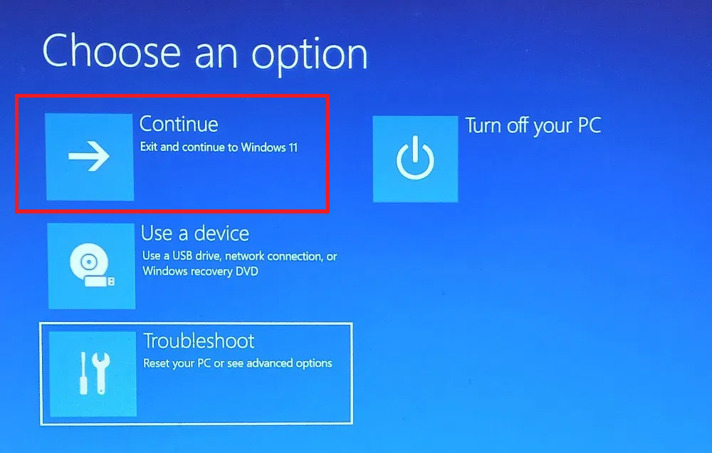 Choose an option
Continue
Exit and continue to Windows 11
Turn off your PC
Use a device
Use a USB drive, network connection, or
Windows recovery DVD
Troubleshoot
Reset your PC or see advanced options